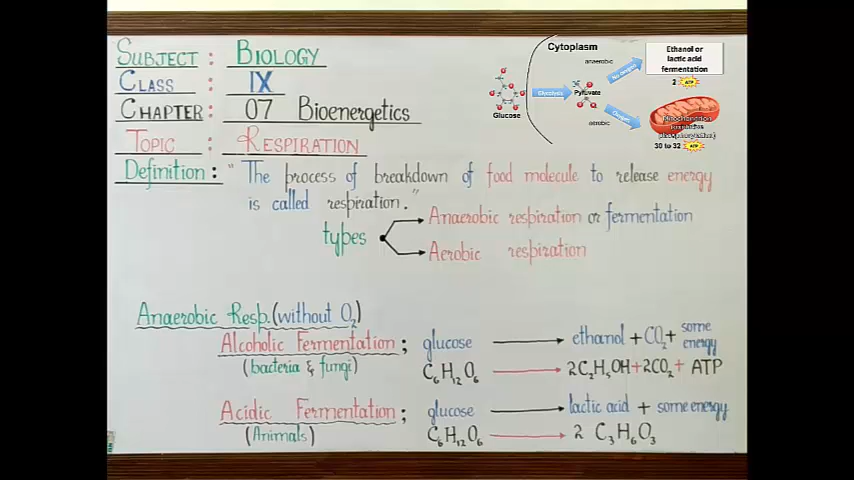 SUBJECT : BIOLOGY
CLASS : IX
CHAPTER : 07 Bioenergetics
TOPIC : RESPIRATION
Definition : " The process of breakdown of food molecule to release energy
is called respiration."
types
Anaerobic respiration or fermentation
Aerobic respiration
Cytoplasm
anaerobic
Ethanol or
lactic acid
fermentation
2 ATP
No oxygen
Glucose
Glycolysis
Pyruvate
Oxygen
aerobic
Mitochondrion
(oxidative
phosphorylation)
30 to 32 ATP
Anaerobic Resp. (without O₂)
Alcoholic Fermentation ; glucose → ethanol + CO₂ + some energy
(bacteria & fungi) C₆H₁₂O₆ → 2C₂H₅OH + 2CO₂ + ATP
Acidic Fermentation ; glucose → lactic acid + some energy
(Animals) C₆H₁₂O₆ → 2 C₃H₆O₃